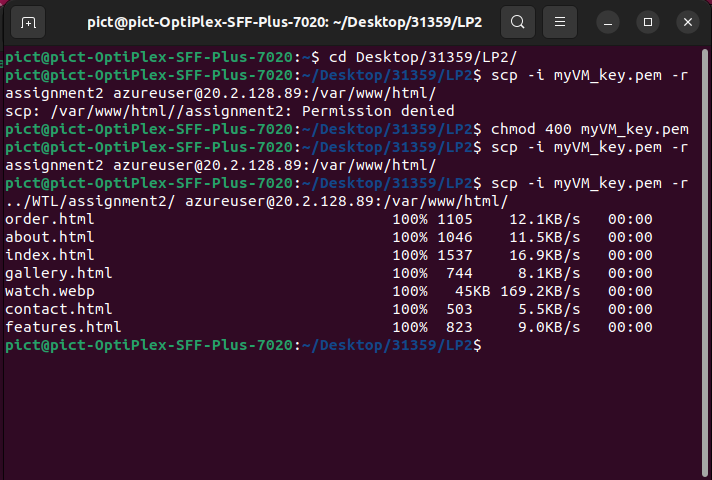 pict@pict-OptiPlex-SFF-Plus-7020: ~/Desktop/31359/LP2
pict@pict-OptiPlex-SFF-Plus-7020:~$ cd Desktop/31359/LP2/
pict@pict-OptiPlex-SFF-Plus-7020:~/Desktop/31359/LP2$ scp -i myVM_key.pem -r
assignment2 azureuser@20.2.128.89:/var/www/html/
scp: /var/www/html//assignment2: Permission denied
pict@pict-OptiPlex-SFF-Plus-7020:~/Desktop/31359/LP2$ chmod 400 myVM_key.pem
pict@pict-OptiPlex-SFF-Plus-7020:~/Desktop/31359/LP2$ scp -i myVM_key.pem -r
assignment2 azureuser@20.2.128.89:/var/www/html/
pict@pict-OptiPlex-SFF-Plus-7020:~/Desktop/31359/LP2$ scp -i myVM_key.pem -r
../WTL/assignment2/ azureuser@20.2.128.89:/var/www/html/
order.html 100% 1105 12.1KB/s 00:00
about.html 100% 1046 11.5KB/s 00:00
index.html 100% 1537 16.9KB/s 00:00
gallery.html 100% 744 8.1KB/s 00:00
watch.webp 100% 45KB 169.2KB/s 00:00
contact.html 100% 503 5.5KB/s 00:00
features.html 100% 823 9.0KB/s 00:00
pict@pict-OptiPlex-SFF-Plus-7020:~/Desktop/31359/LP2$